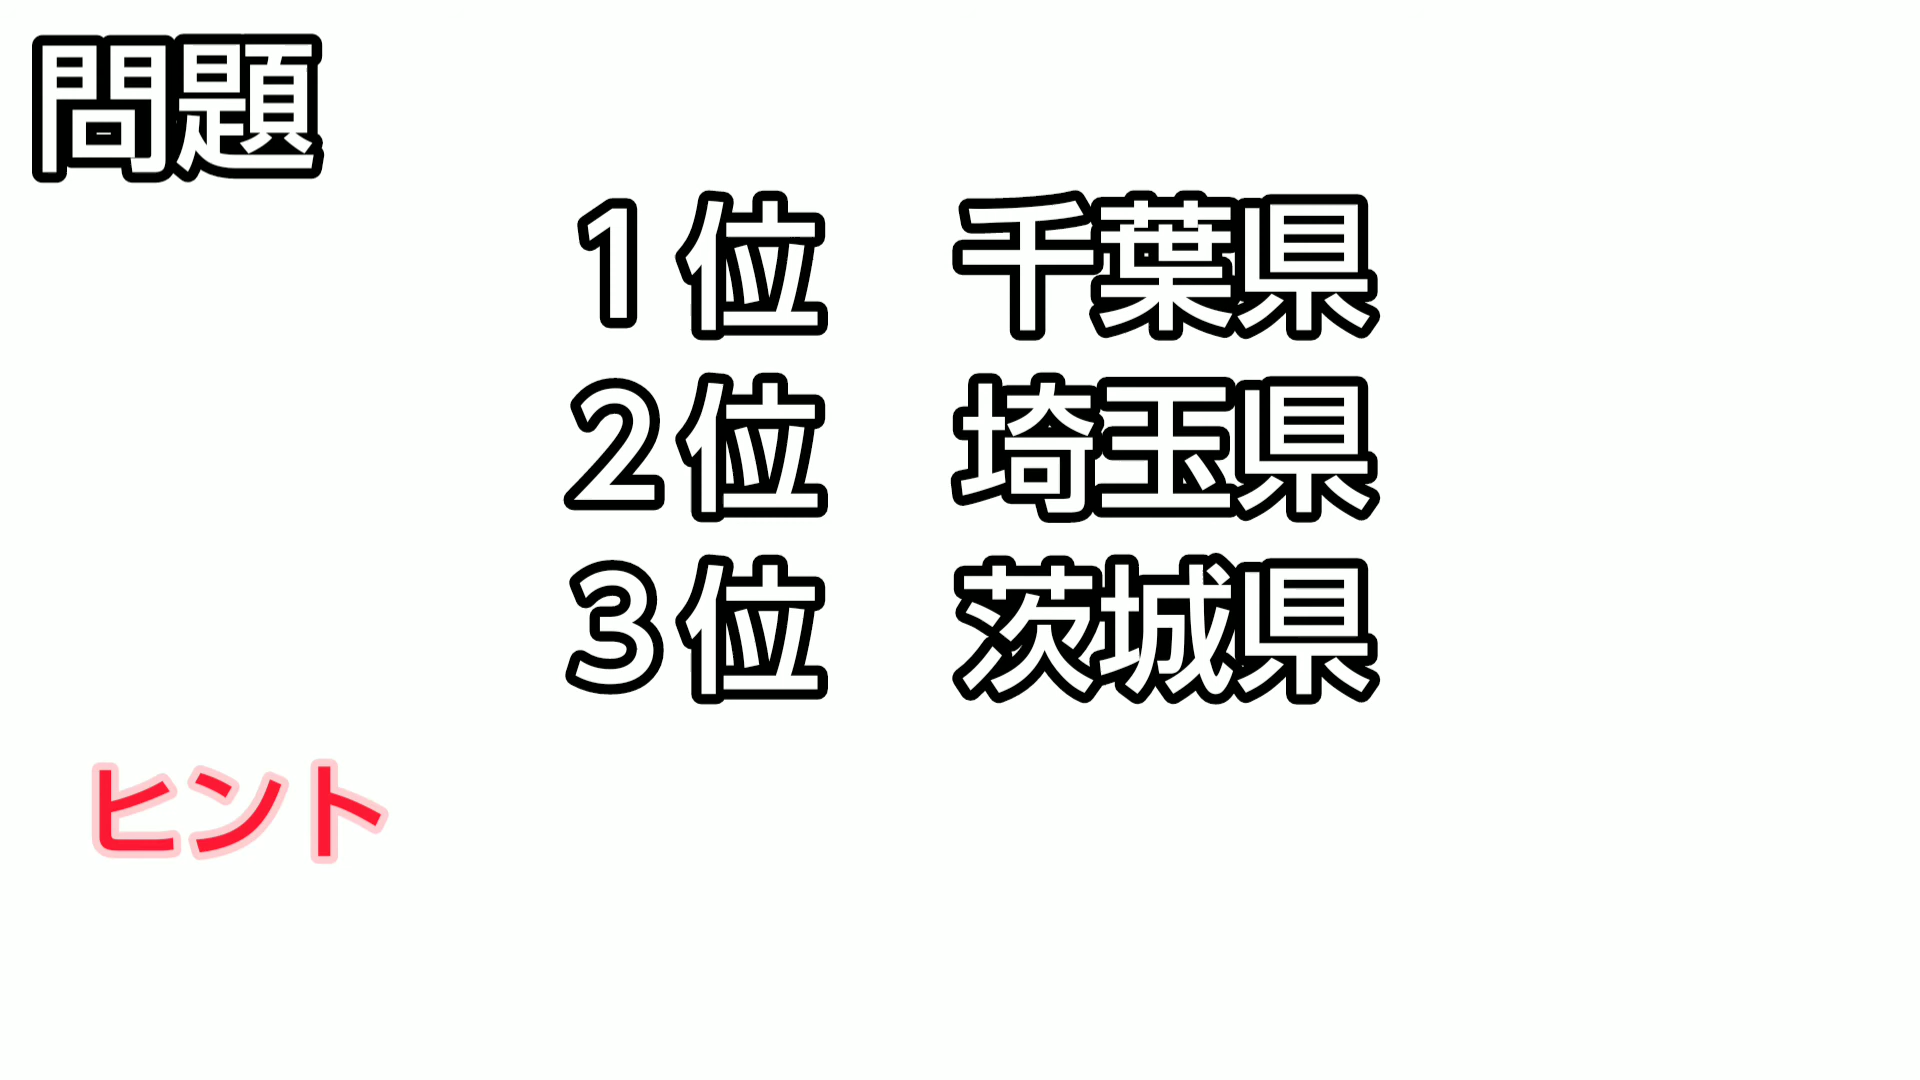 問題
1位 千葉県
2位 埼玉県
3位 茨城県
ヒント